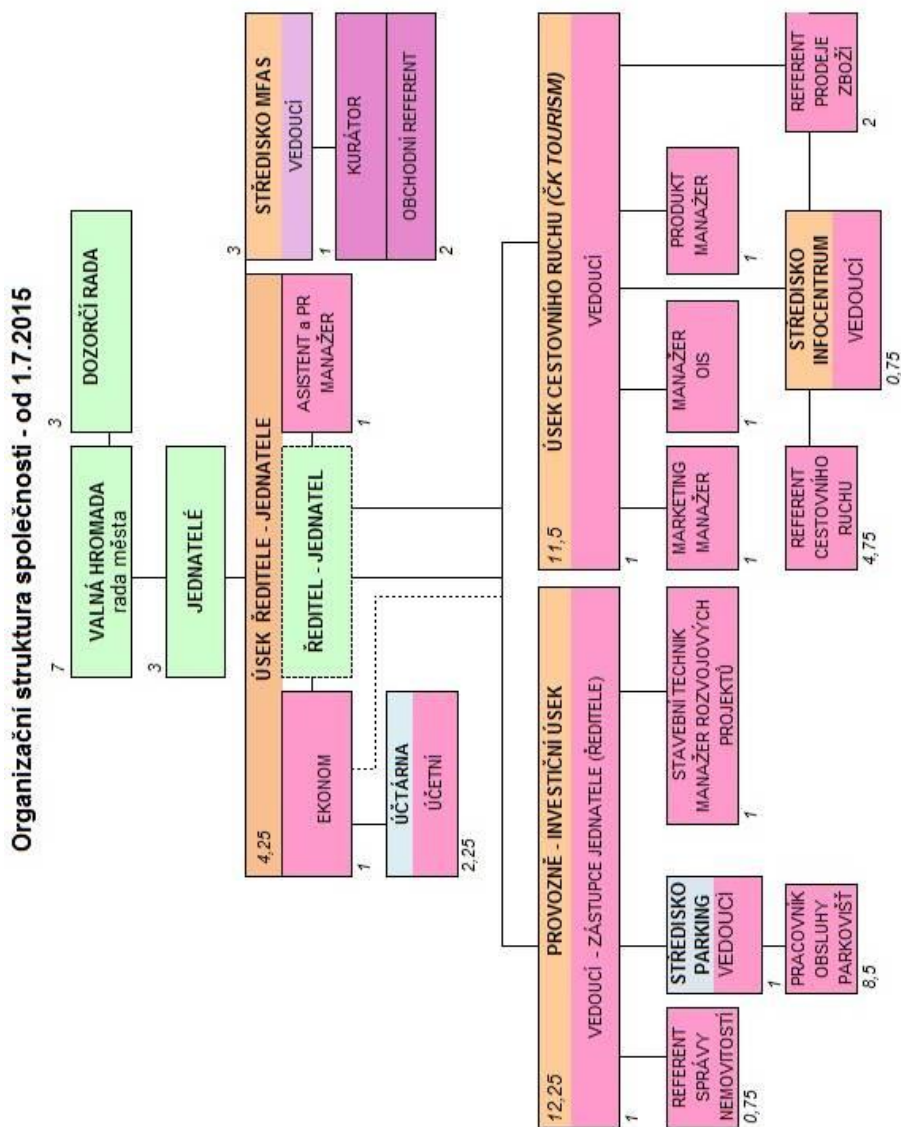 Organizační struktura společnosti - od 1.7.2015
7
VALNÁ HROMADA
rada města
3
DOZORČÍ RADA
3
JEDNATELÉ
4,25
ÚSEK ŘEDITELE - JEDNATELE
EKONOM
1
ŘEDITEL - JEDNATEL
ASISTENT a PR
MANAŽER
1
ÚČTÁRNA
ÚČETNÍ
2,25
3
STŘEDISKO MFAS
VEDOUCÍ
1
KURÁTOR
OBCHODNÍ REFERENT
2
12,25
PROVOZNĚ - INVESTIČNÍ ÚSEK
VEDOUCÍ - ZÁSTUPCE JEDNATELE (ŘEDITELE)
1
REFERENT
SPRÁVY
NEMOVITOSTÍ
0,75
STŘEDISKO
PARKING
VEDOUCÍ
1
PRACOVNÍK
OBSLUHY
PARKOVIŠŤ
8,5
STAVEBNÍ TECHNIK
MANAŽER ROZVOJOVÝCH
PROJEKTŮ
1
11,5
ÚSEK CESTOVNÍHO RUCHU (ČK TOURISM)
VEDOUCÍ
1
MARKETING
MANAŽER
1
MANAŽER
OIS
1
PRODUKT
MANAŽER
1
REFERENT
CESTOVNÍHO
RUCHU
4,75
STŘEDISKO
INFOCENTRUM
VEDOUCÍ
0,75
REFERENT
PRODEJE
ZBOŽÍ
2